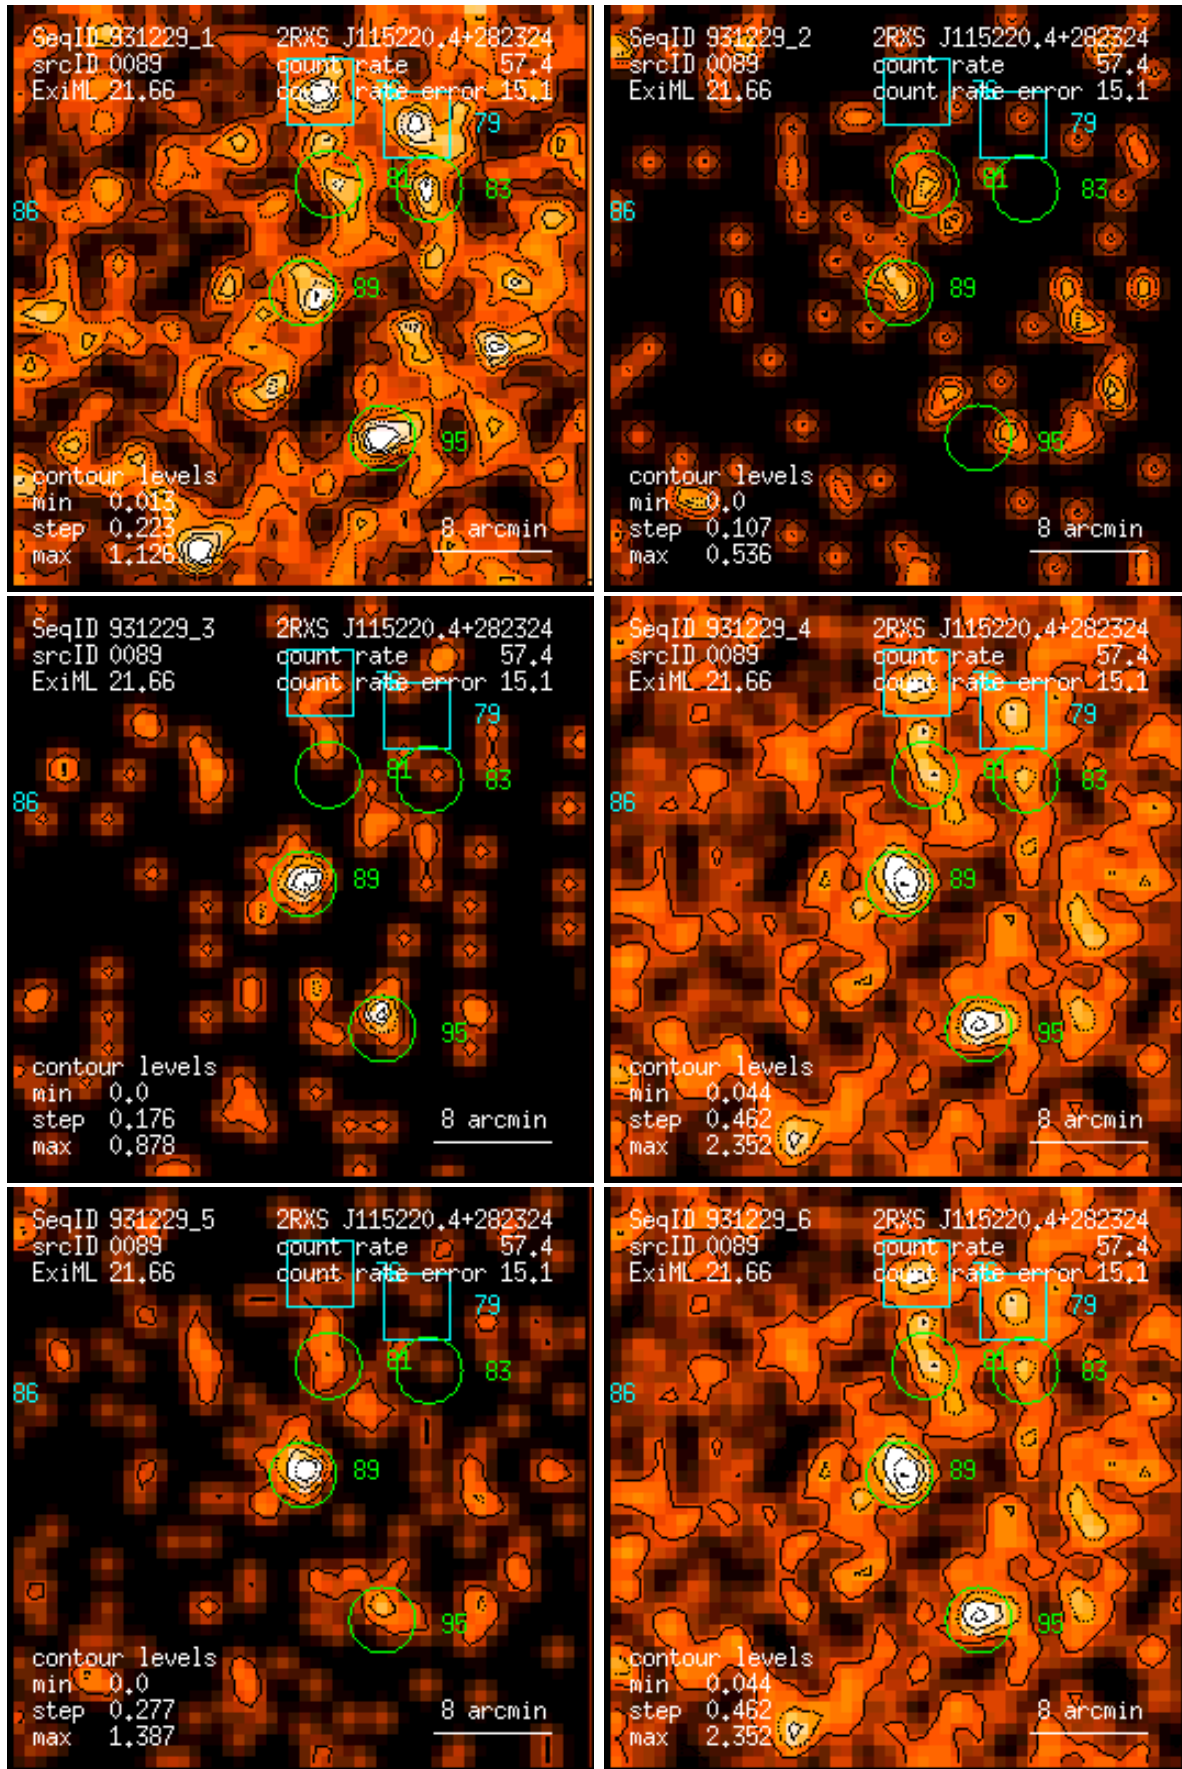 SeqID 931229_1 2RXS J115220.4+282324
srcID 0089 count rate 57.4
ExiML 21.66 count rate error 15.1
76
79
81 83
86
89
95
contour levels
min 0.013
step 0.223 8 arcmin
max 1.126
SeqID 931229_2 2RXS J115220.4+282324
srcID 0089 count rate 57.4
ExiML 21.66 count rate error 15.1
76
79
81 83
86
89
95
contour levels
min 0.0
step 0.107 8 arcmin
max 0.536
SeqID 931229_3 2RXS J115220.4+282324
srcID 0089 count rate 57.4
ExiML 21.66 count rate error 15.1
76
79
81 83
86
89
95
contour levels
min 0.0
step 0.176 8 arcmin
max 0.878
SeqID 931229_4 2RXS J115220.4+282324
srcID 0089 count rate 57.4
ExiML 21.66 count rate error 15.1
76
79
81 83
86
89
95
contour levels
min 0.044
step 0.462 8 arcmin
max 2.352
SeqID 931229_5 2RXS J115220.4+282324
srcID 0089 count rate 57.4
ExiML 21.66 count rate error 15.1
76
79
81 83
86
89
95
contour levels
min 0.0
step 0.277 8 arcmin
max 1.387
SeqID 931229_6 2RXS J115220.4+282324
srcID 0089 count rate 57.4
ExiML 21.66 count rate error 15.1
76
79
81 83
86
89
95
contour levels
min 0.044
step 0.462 8 arcmin
max 2.352